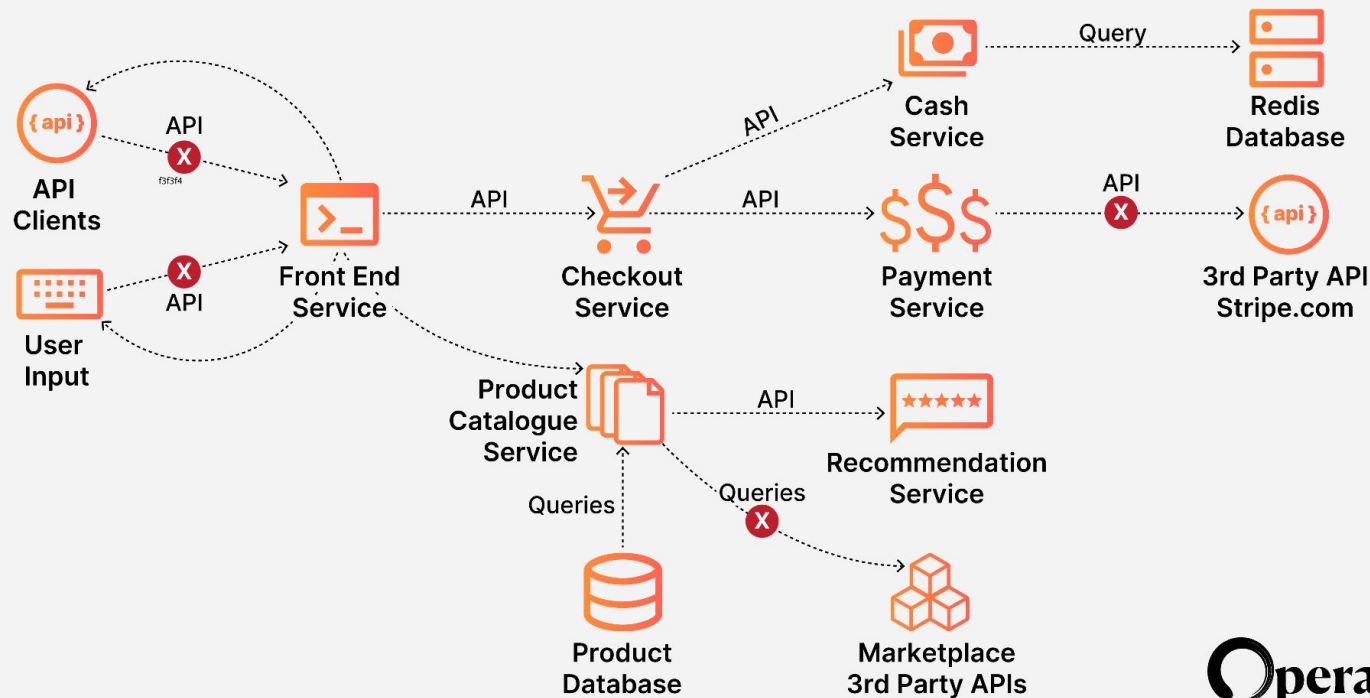 { api }
API
X
f3f3f4
API
Clients
X
API
User
Input
Front End
Service
API
Checkout
Service
API
Cash
Service
Query
Redis
Database
API
Payment
Service
API
X
{ api }
3rd Party API
Stripe.com
Product
Catalogue
Service
API
Recommendation
Service
Queries
Queries
X
Product
Database
Marketplace
3rd Party APIs
Opera